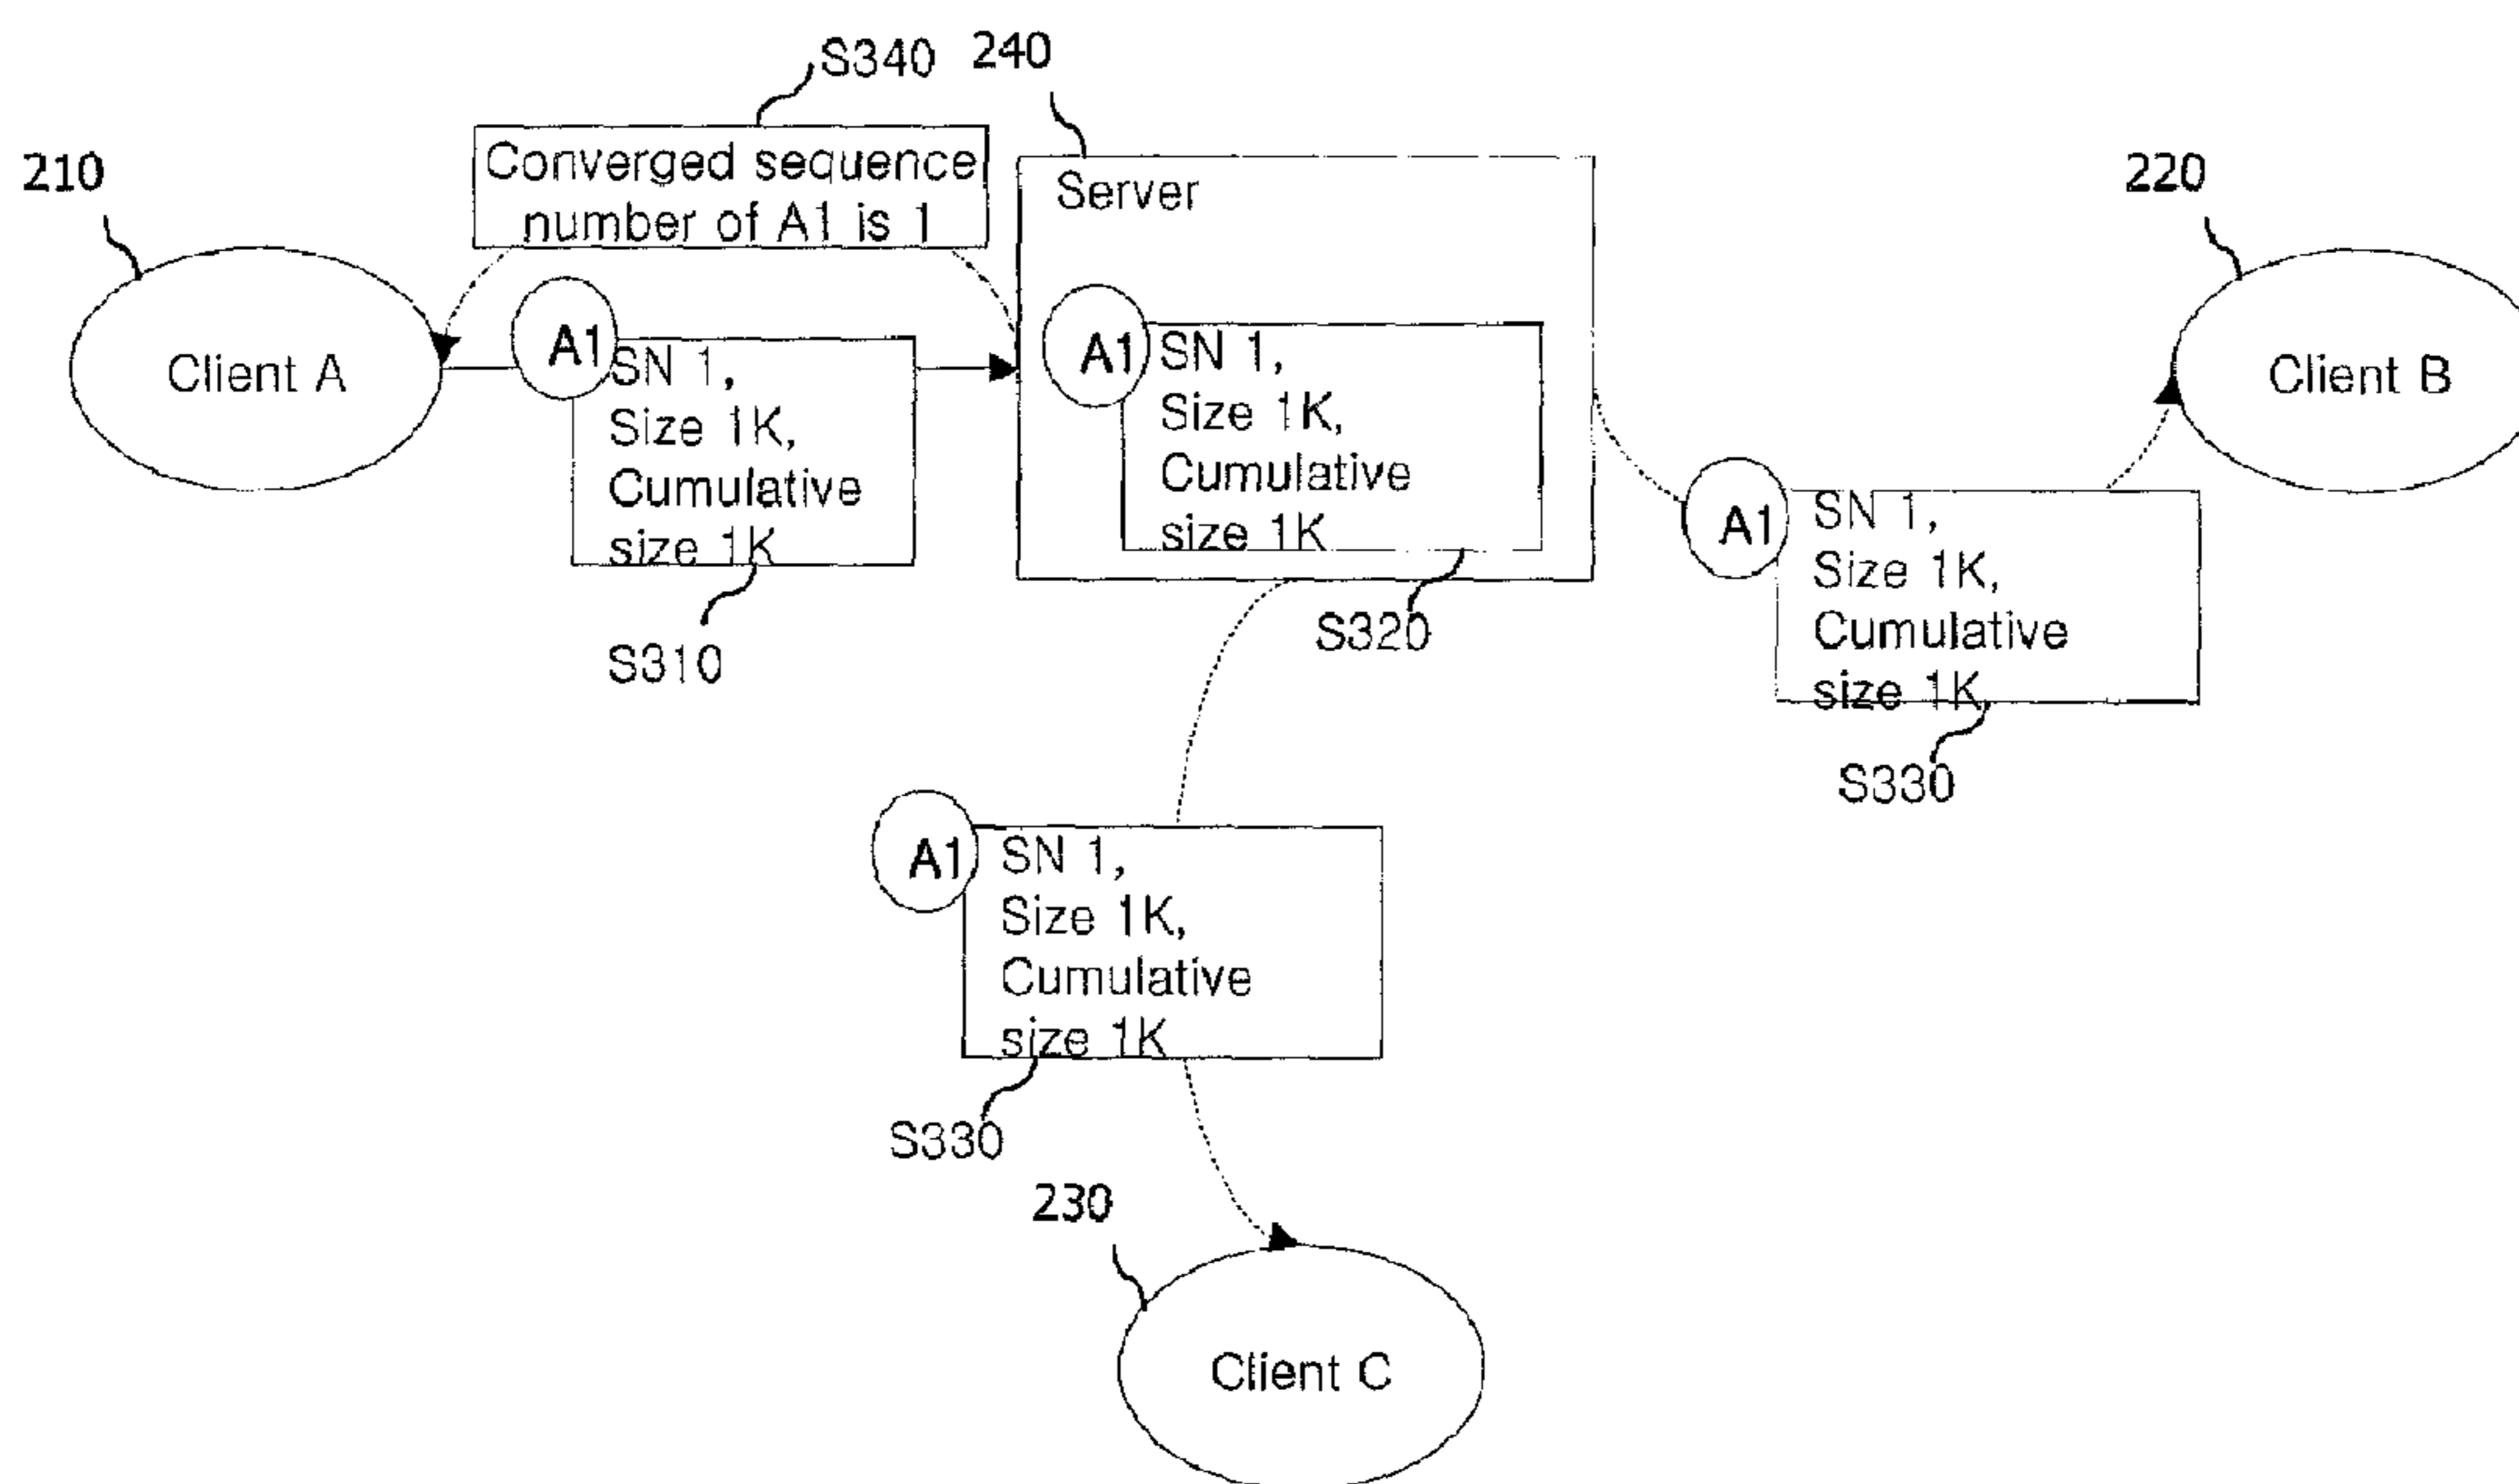 S340
240
210
Converged sequence
number of A1 is 1
Server
220
Client A
A1
SN 1,
Size 1K,
Cumulative
size 1K
S310
A1
SN 1,
Size 1K,
Cumulative
size 1K
S320
Client B
A1
SN 1,
Size 1K,
Cumulative
size 1K
S330
A1
SN 1,
Size 1K,
Cumulative
size 1K
S330
230
Client C